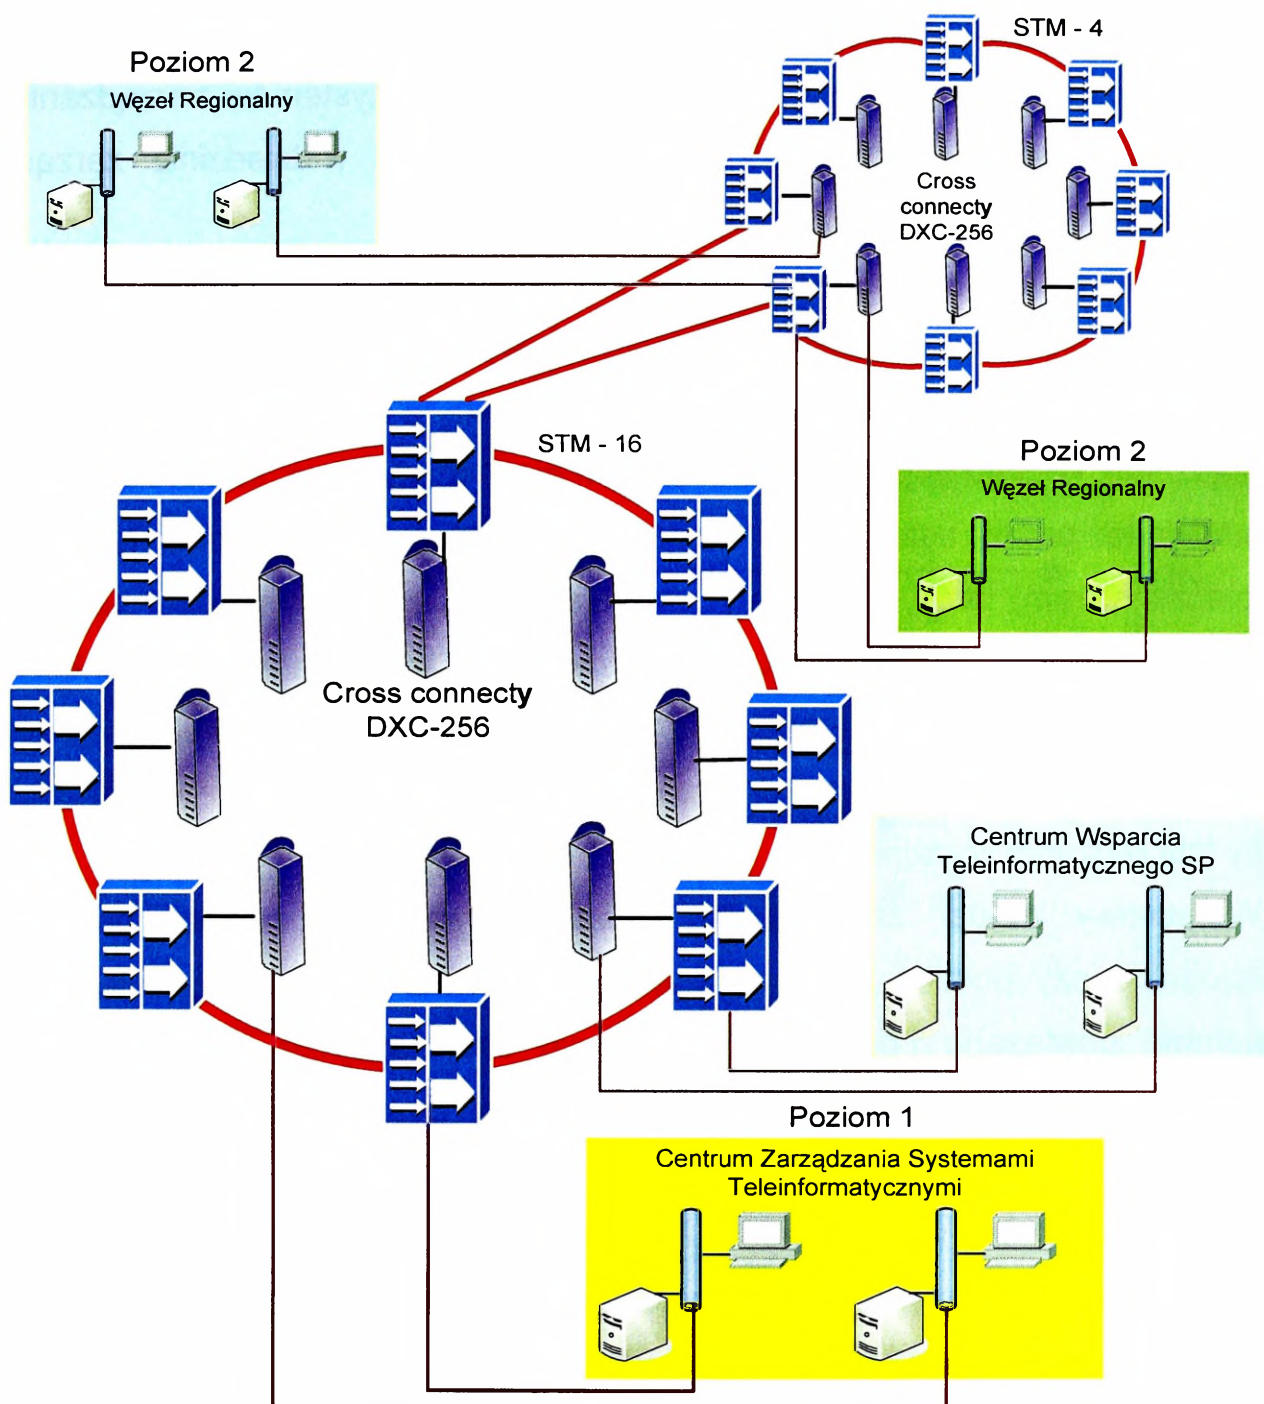 STM - 4
Poziom 2
Węzeł Regionalny
Cross
connecty
DXC-256
STM - 16
Poziom 2
Węzeł Regionalny
Cross connecty
DXC-256
Centrum Wsparcia
Teleinformatycznego SP
Poziom 1
Centrum Zarządzania Systemami
Teleinformatycznymi